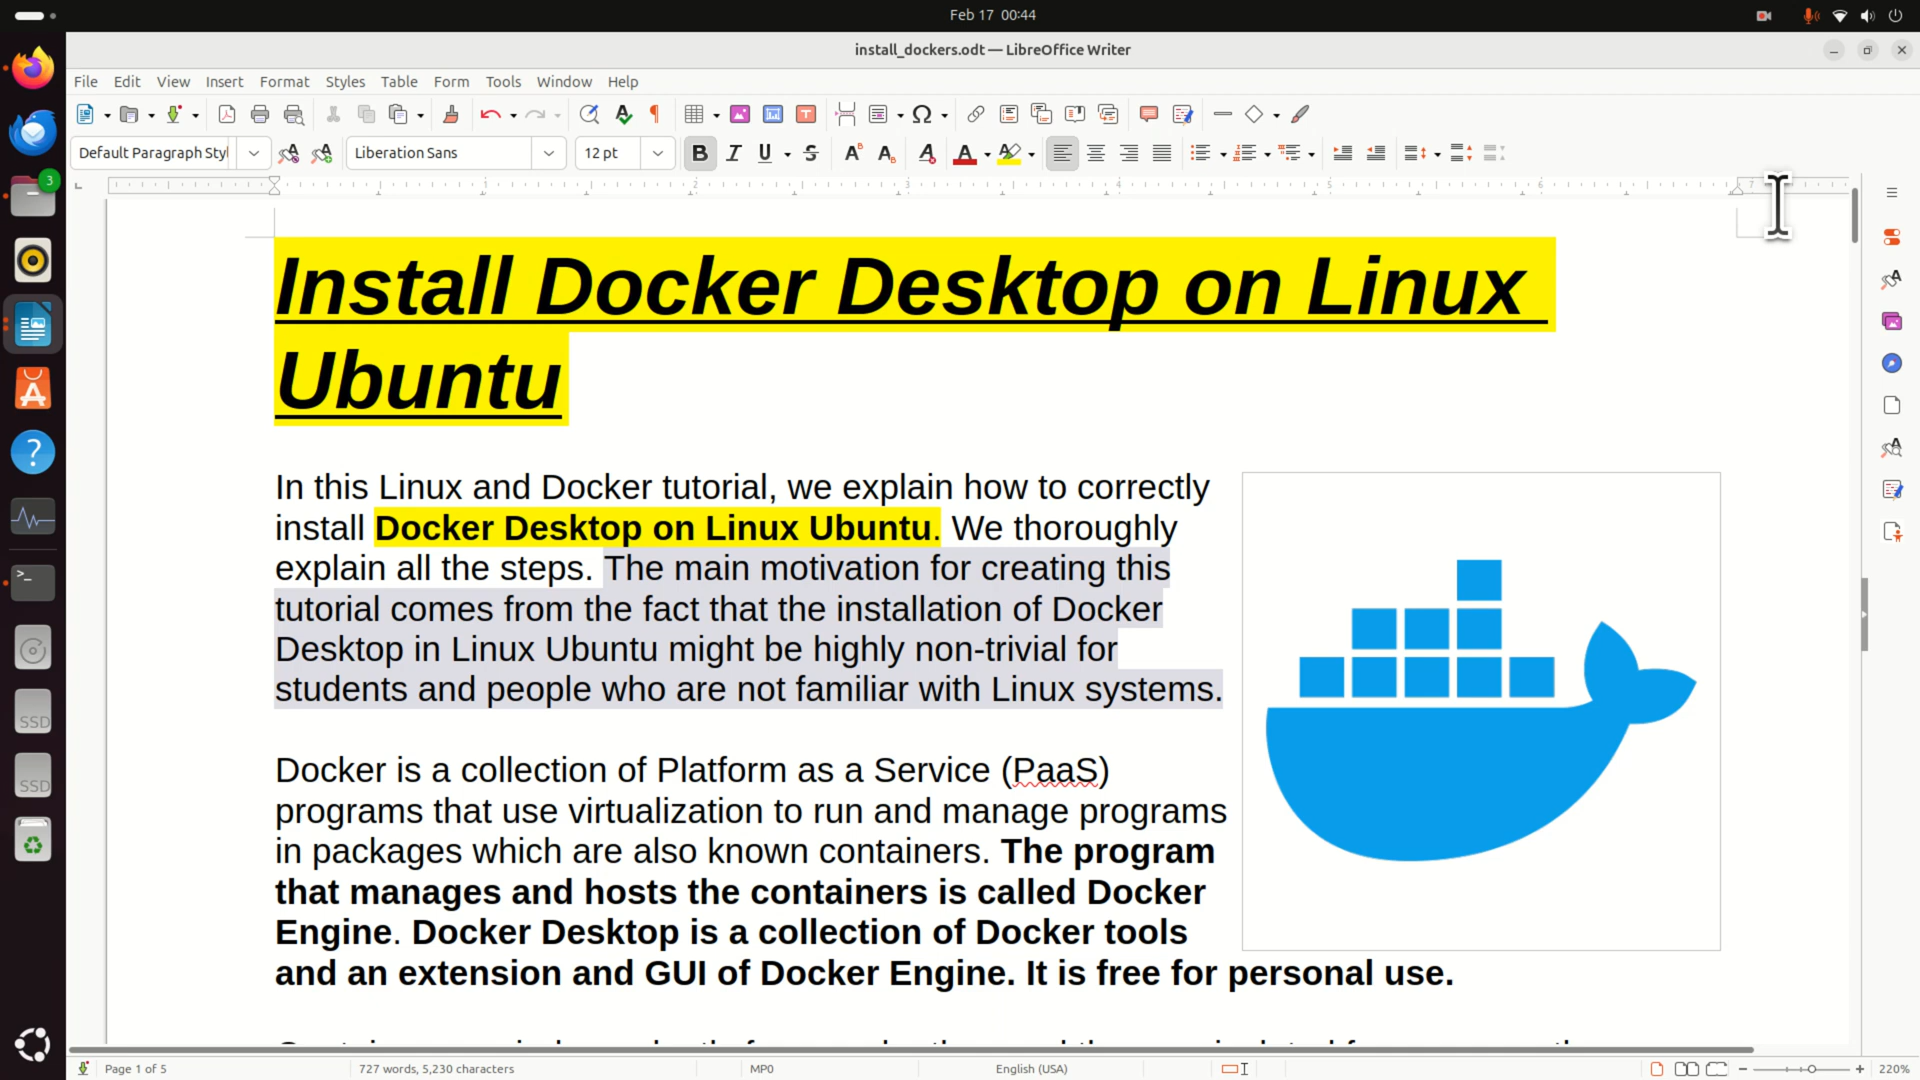 Feb 17 00:44
install_dockers.odt — LibreOffice Writer
File Edit View Insert Format Styles Table Form Tools Window Help
Default Paragraph Styl Liberation Sans 12 pt
1 2 3 4 5 6 7
3
Install Docker Desktop on Linux
Ubuntu
In this Linux and Docker tutorial, we explain how to correctly
install Docker Desktop on Linux Ubuntu. We thoroughly
explain all the steps. The main motivation for creating this
tutorial comes from the fact that the installation of Docker
Desktop in Linux Ubuntu might be highly non-trivial for
students and people who are not familiar with Linux systems.
Docker is a collection of Platform as a Service (PaaS)
programs that use virtualization to run and manage programs
in packages which are also known containers. The program
that manages and hosts the containers is called Docker
Engine. Docker Desktop is a collection of Docker tools
and an extension and GUI of Docker Engine. It is free for personal use.
SSD
SSD
Page 1 of 5 727 words, 5,230 characters MP0 English (USA) 220%